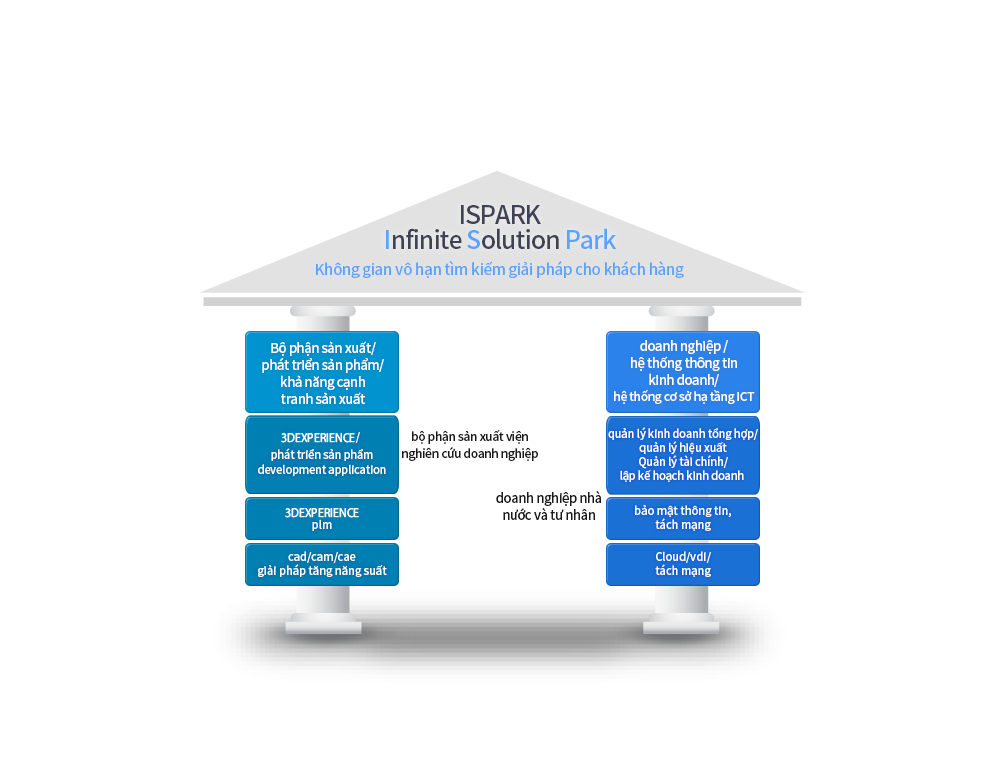 ISPARK
Infinite Solution Park
Không gian vô hạn tìm kiếm giải pháp cho khách hàng
Bộ phận sản xuất/
phát triển sản phẩm/
khả năng cạnh
tranh sản xuất
3DEXPERIENCE/
phát triển sản phẩm
development application
3DEXPERIENCE
plm
cad/cam/cae
giải pháp tăng năng suất
bộ phận sản xuất viện
nghiên cứu doanh nghiệp
doanh nghiệp nhà
nước và tư nhân
doanh nghiệp /
hệ thống thông tin
kinh doanh/
hệ thống cơ sở hạ tầng ICT
quản lý kinh doanh tổng hợp/
quản lý hiệu xuất
Quản lý tài chính/
lập kế hoạch kinh doanh
bảo mật thông tin,
tách mạng
Cloud/vdi/
tách mạng